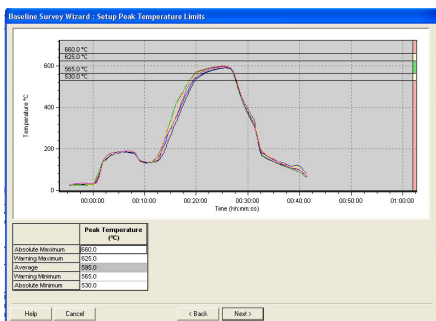 Baseline Survey Wizard : Setup Peak Temperature Limits
660.0 °C
625.0 °C
565.0 °C
530.0 °C
600
400
200
0
Temperature °C
00:00:00 00:10:00 00:20:00 00:30:00 00:40:00 00:50:00 01:00:00
Time (hh:mm:ss)
Peak Temperature
(°C)
Absolute Maximum 660.0
Warning Maximum 625.0
Average 595.0
Warning Minimum 565.0
Absolute Minimum 530.0
Help Cancel < Back Next >